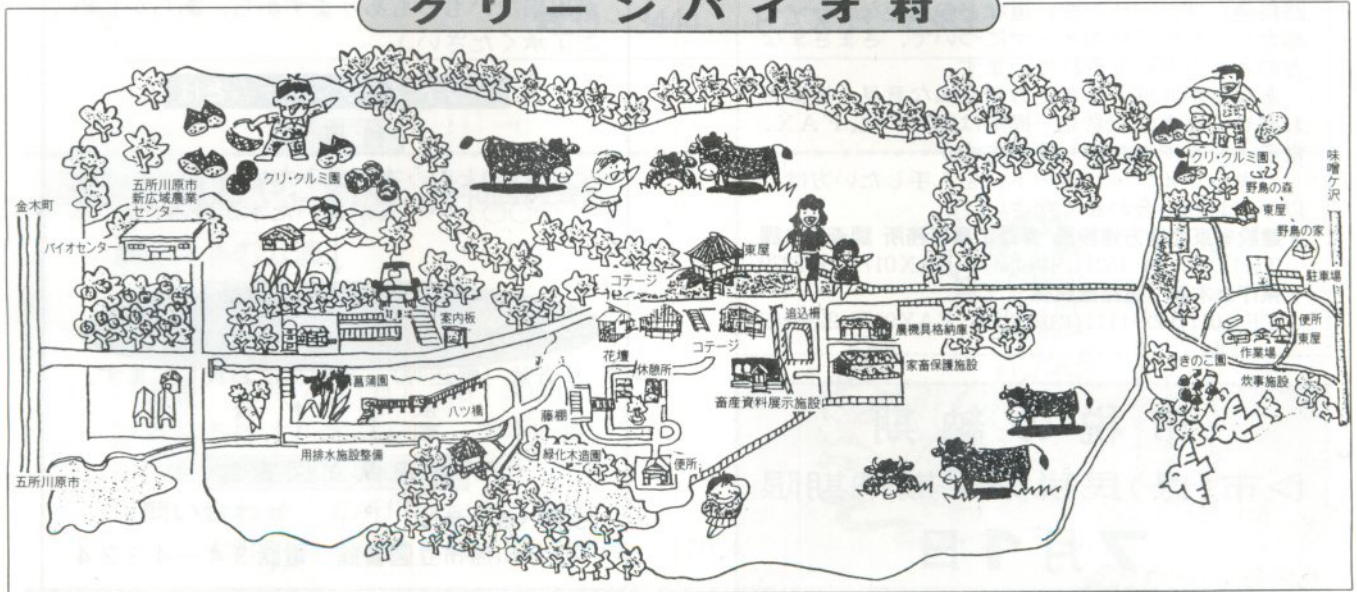 グリーンバイオ村
クリ・クルミ園
五所川原市
新広域農業
センター
金木町
バイオセンター
案内板
コテージ
東屋
コテージ
追込柵
農機具格納庫
家畜保護施設
畜産資料展示施設
花壇
休憩所
菖蒲園
八ツ橋
藤棚
用排水施設整備
緑化木造園
便所
五所川原市
クリ・クルミ園
味噌ケ沢
野鳥の森
東屋
野鳥の家
駐車場
便所
東屋
作業場
きのこ園
炊事施設